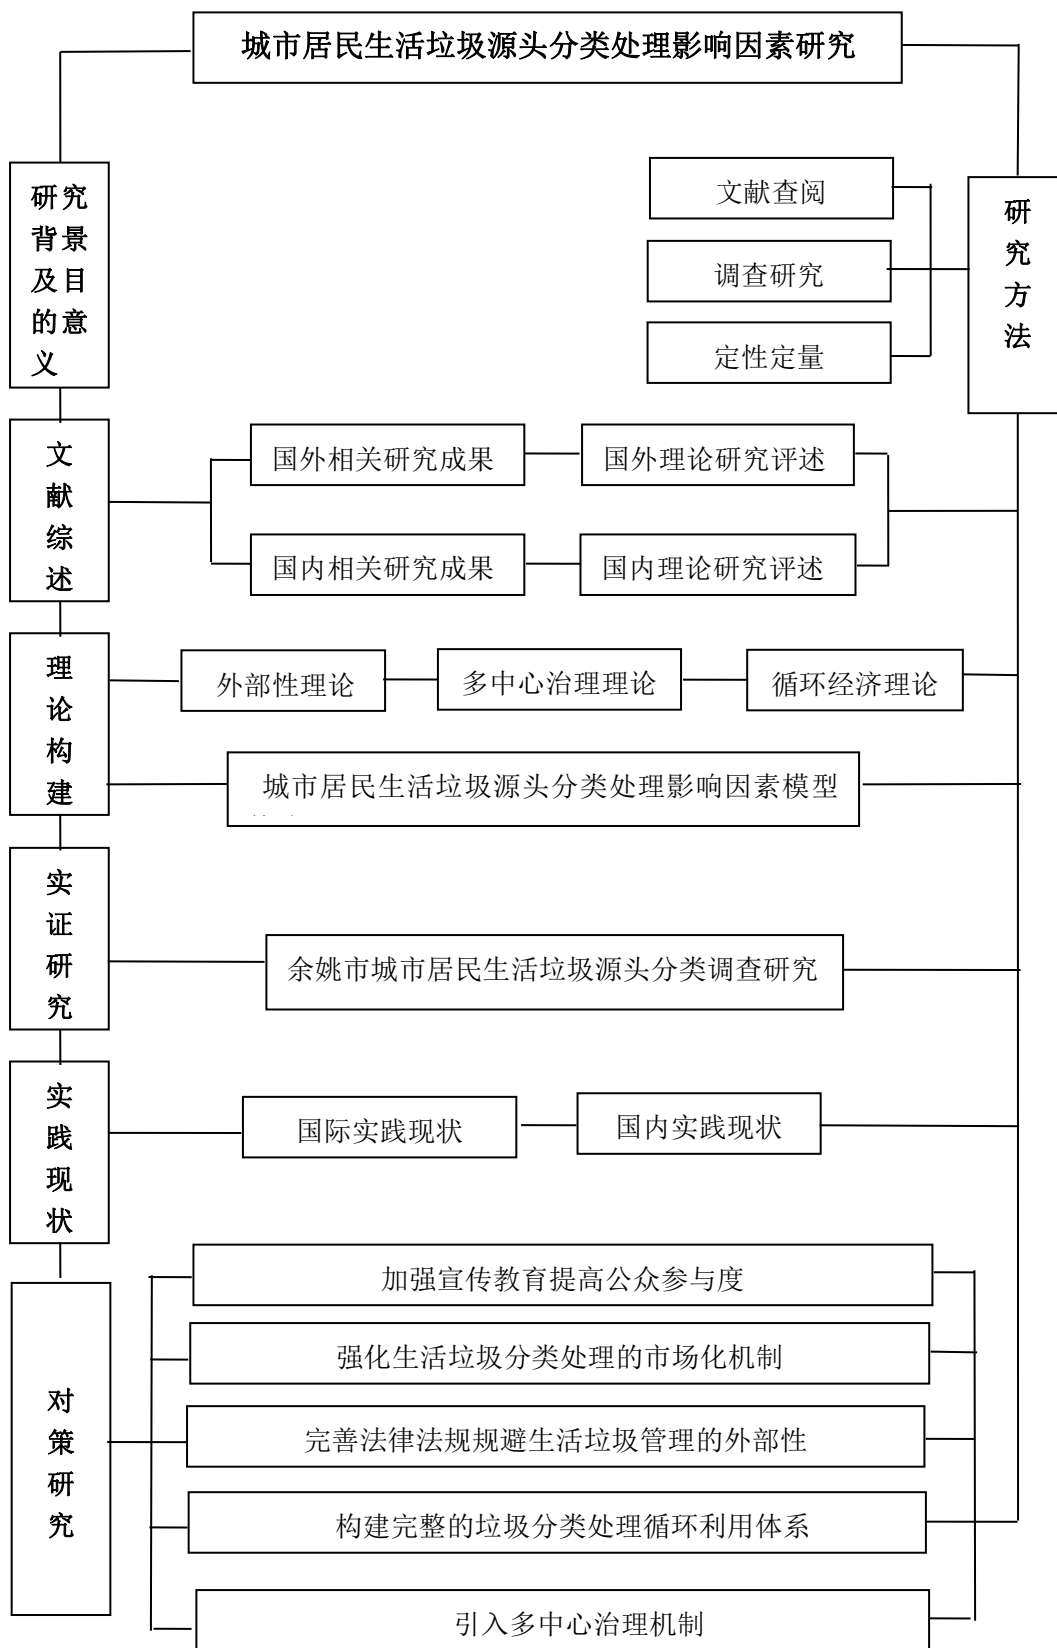 城市居民生活垃圾源头分类处理影响因素研究
研究
背景
及目
的意
义
文献查阅
调查研究
定性定量
研
究
方
法
文
献
综
述
国外相关研究成果
国外理论研究评述
国内相关研究成果
国内理论研究评述
理
论
构
建
外部性理论
多中心治理理论
循环经济理论
城市居民生活垃圾源头分类处理影响因素模型
实
证
研
究
余姚市城市居民生活垃圾源头分类调查研究
实
践
现
状
国际实践现状
国内实践现状
对
策
研
究
加强宣传教育提高公众参与度
强化生活垃圾分类处理的市场化机制
完善法律法规规避生活垃圾管理的外部性
构建完整的垃圾分类处理循环利用体系
引入多中心治理机制